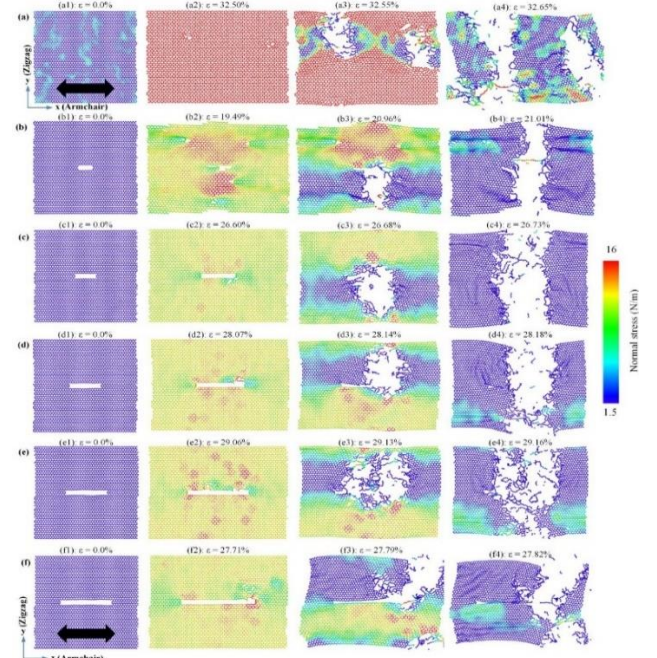 (a1): ε = 0.0% (a2): ε = 32.50% (a3): ε = 32.55% (a4): ε = 32.65%
(a)
y (Zigzag)
x (Armchair)
(b1): ε = 0.0% (b2): ε = 19.49% (b3): ε = 20.96% (b4): ε = 21.01%
(b)
(c1): ε = 0.0% (c2): ε = 26.60% (c3): ε = 26.68% (c4): ε = 26.73%
(c)
16
Normal stress (N/m)
1.5
(d1): ε = 0.0% (d2): ε = 28.07% (d3): ε = 28.14% (d4): ε = 28.18%
(d)
(e1): ε = 0.0% (e2): ε = 29.06% (e3): ε = 29.13% (e4): ε = 29.16%
(e)
(f1): ε = 0.0% (f2): ε = 27.71% (f3): ε = 27.79% (f4): ε = 27.82%
(f)
(Zigzag)
x (Armchair)